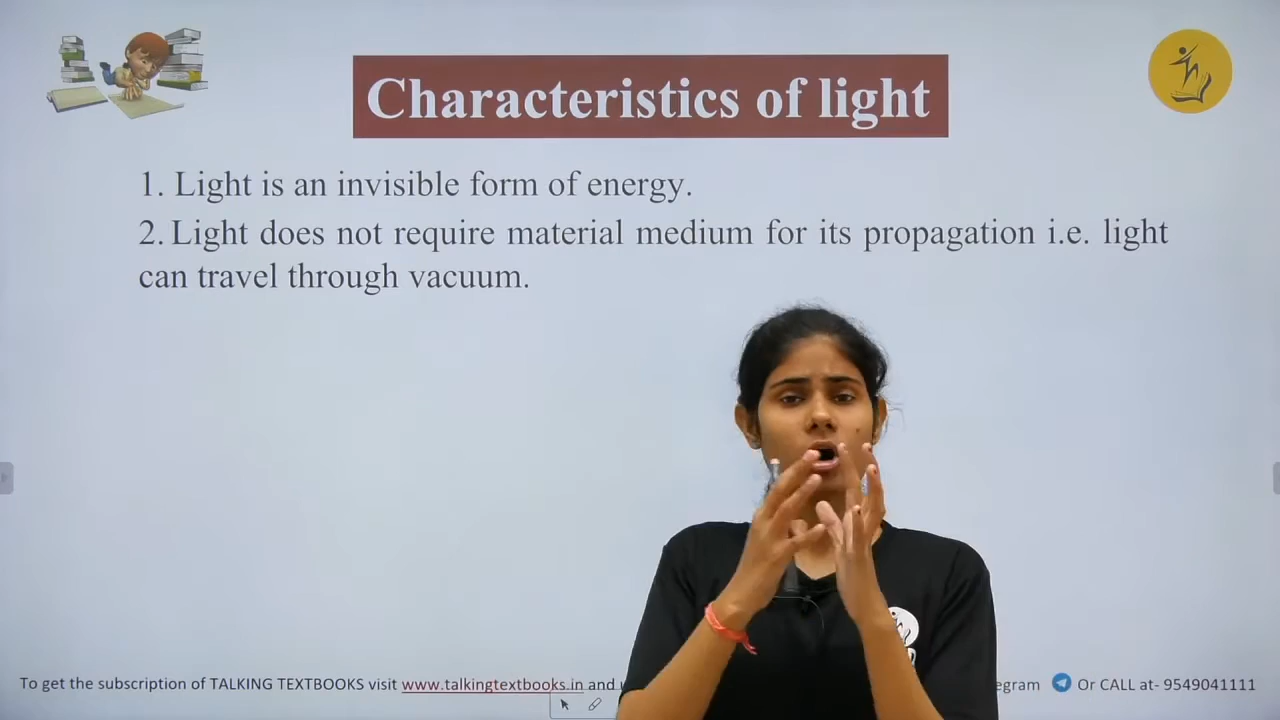 Characteristics of light
1. Light is an invisible form of energy.
2. Light does not require material medium for its propagation i.e. light
can travel through vacuum.
To get the subscription of TALKING TEXTBOOKS visit www.talkingtextbooks.in and egram Or CALL at- 9549041111